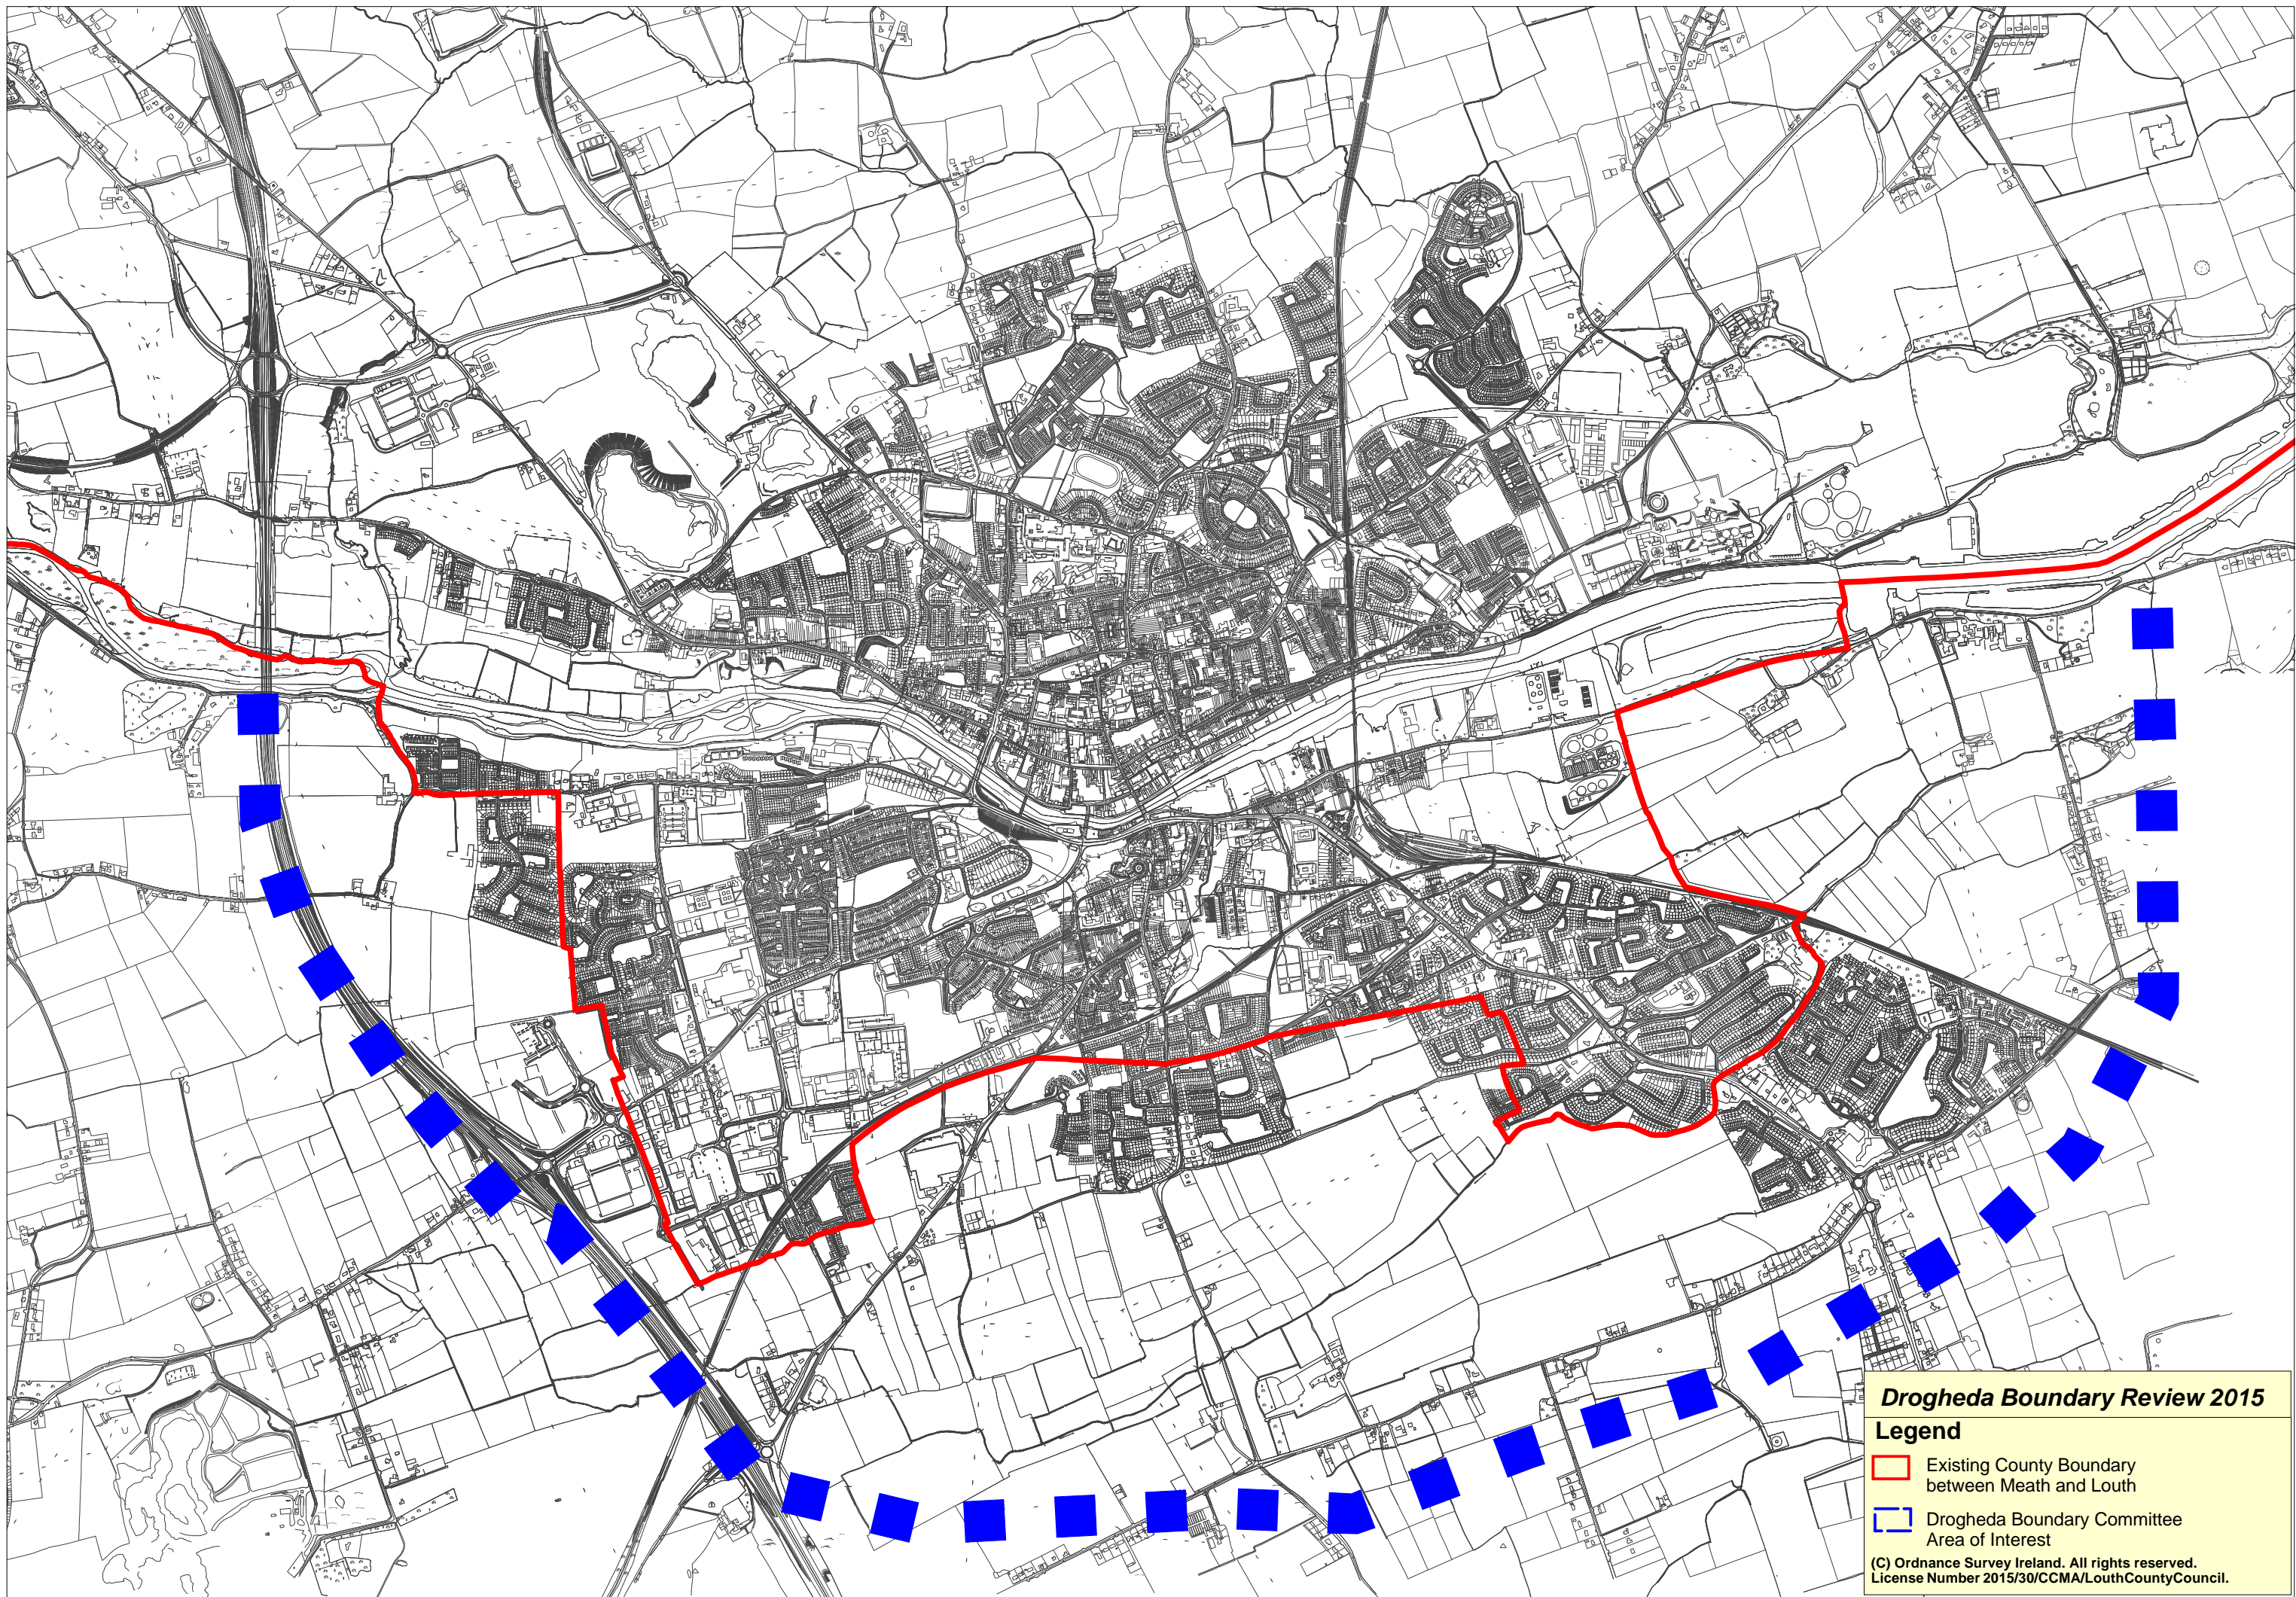 Drogheda Boundary Review 2015
Legend
Existing County Boundary
between Meath and Louth
Drogheda Boundary Committee
Area of Interest
(C) Ordnance Survey Ireland. All rights reserved.
License Number 2015/30/CCMA/LouthCountyCouncil.